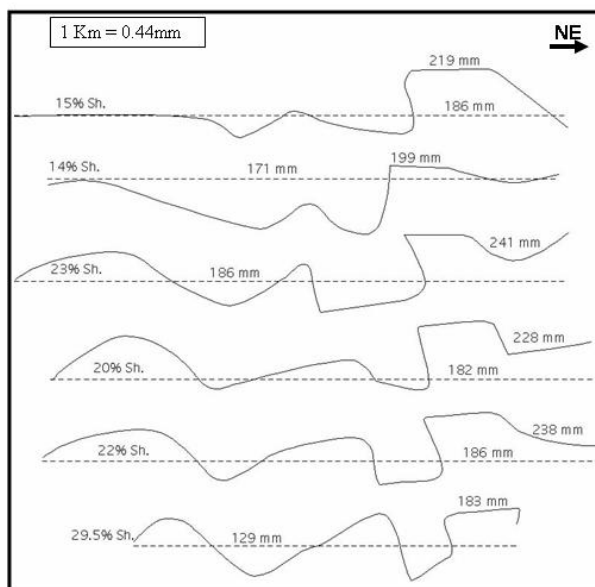 1 Km = 0.44mm
NE
219 mm
15% Sh.
186 mm
14% Sh.
171 mm
199 mm
23% Sh.
186 mm
241 mm
20% Sh.
182 mm
228 mm
22% Sh.
186 mm
238 mm
29.5% Sh.
129 mm
183 mm